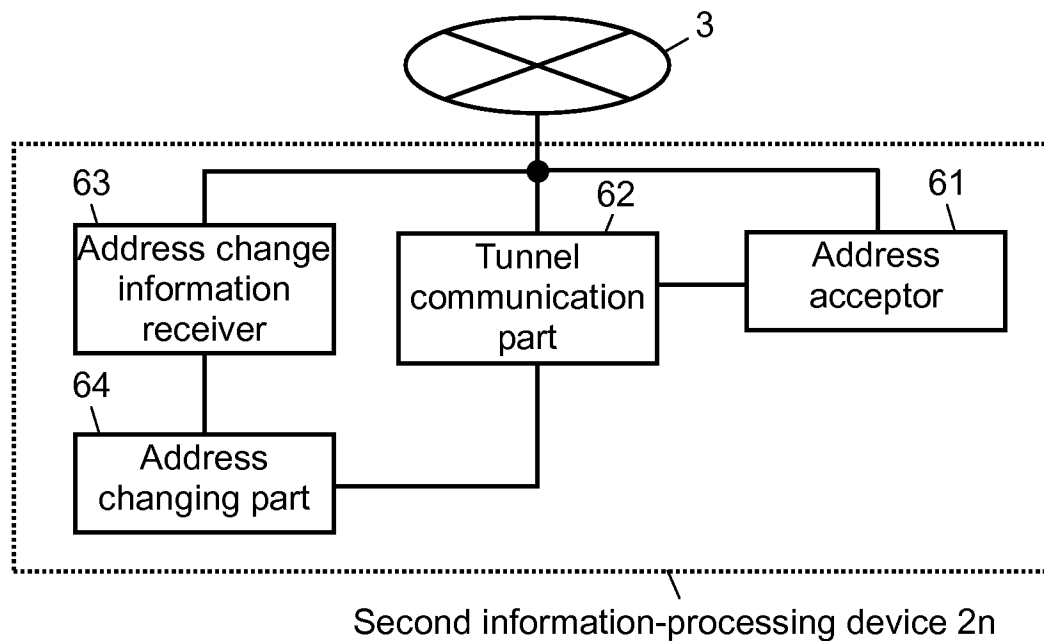 3
63
62
61
Address change
information
receiver
Tunnel
communication
part
Address
acceptor
64
Address
changing part
Second information-processing device 2n